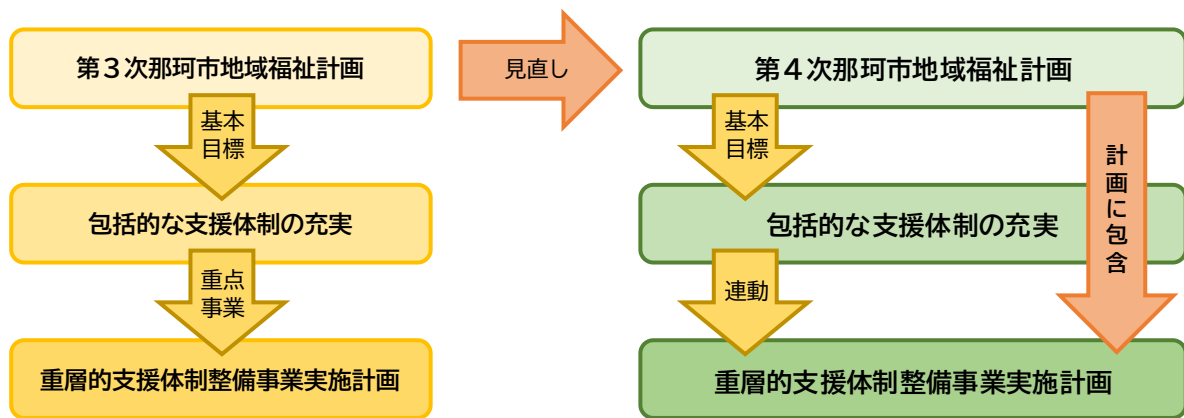 第３次那珂市地域福祉計画
基本
目標
包括的な支援体制の充実
重点
事業
重層的支援体制整備事業実施計画
見直し
第４次那珂市地域福祉計画
基本
目標
包括的な支援体制の充実
連動
重層的支援体制整備事業実施計画
計画に包含